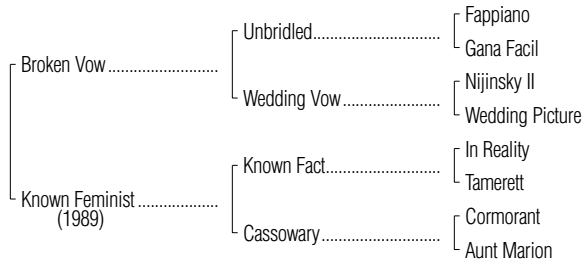 Fappiano
Unbridled
Gana Facil
Broken Vow
Nijinsky II
Wedding Vow
Wedding Picture
In Reality
Known Fact
Tamerett
Known Feminist
(1989)
Cormorant
Cassowary
Aunt Marion